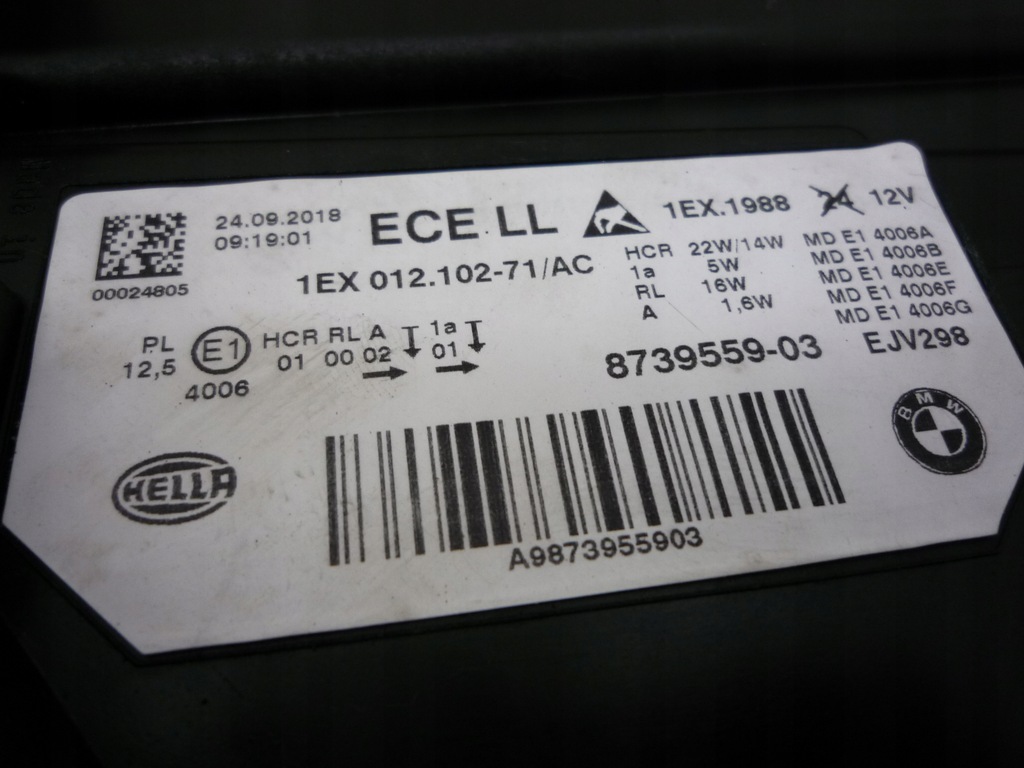 24.09.2018
09:19:01
00024805
ECE LL
1EX 012.102-71/AC
1EX.1988 24 12V
HCR 22W/14W MD E1 4006A
1a 5W MD E1 4006B
RL 16W MD E1 4006E
A 1,6W MD E1 4006F
MD E1 4006G
PL
12,5
E1
4006
HCR RL A 1a
01 00 02 01
8739559-03
EJV298
HELLA
A9873955903
BMW